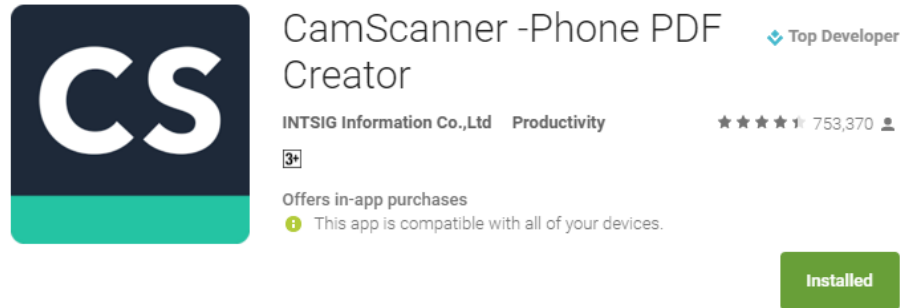 CS
CamScanner -Phone PDF
Creator
Top Developer
INTSIG Information Co.,Ltd Productivity
753,370
3+
Offers in-app purchases
This app is compatible with all of your devices.
Installed